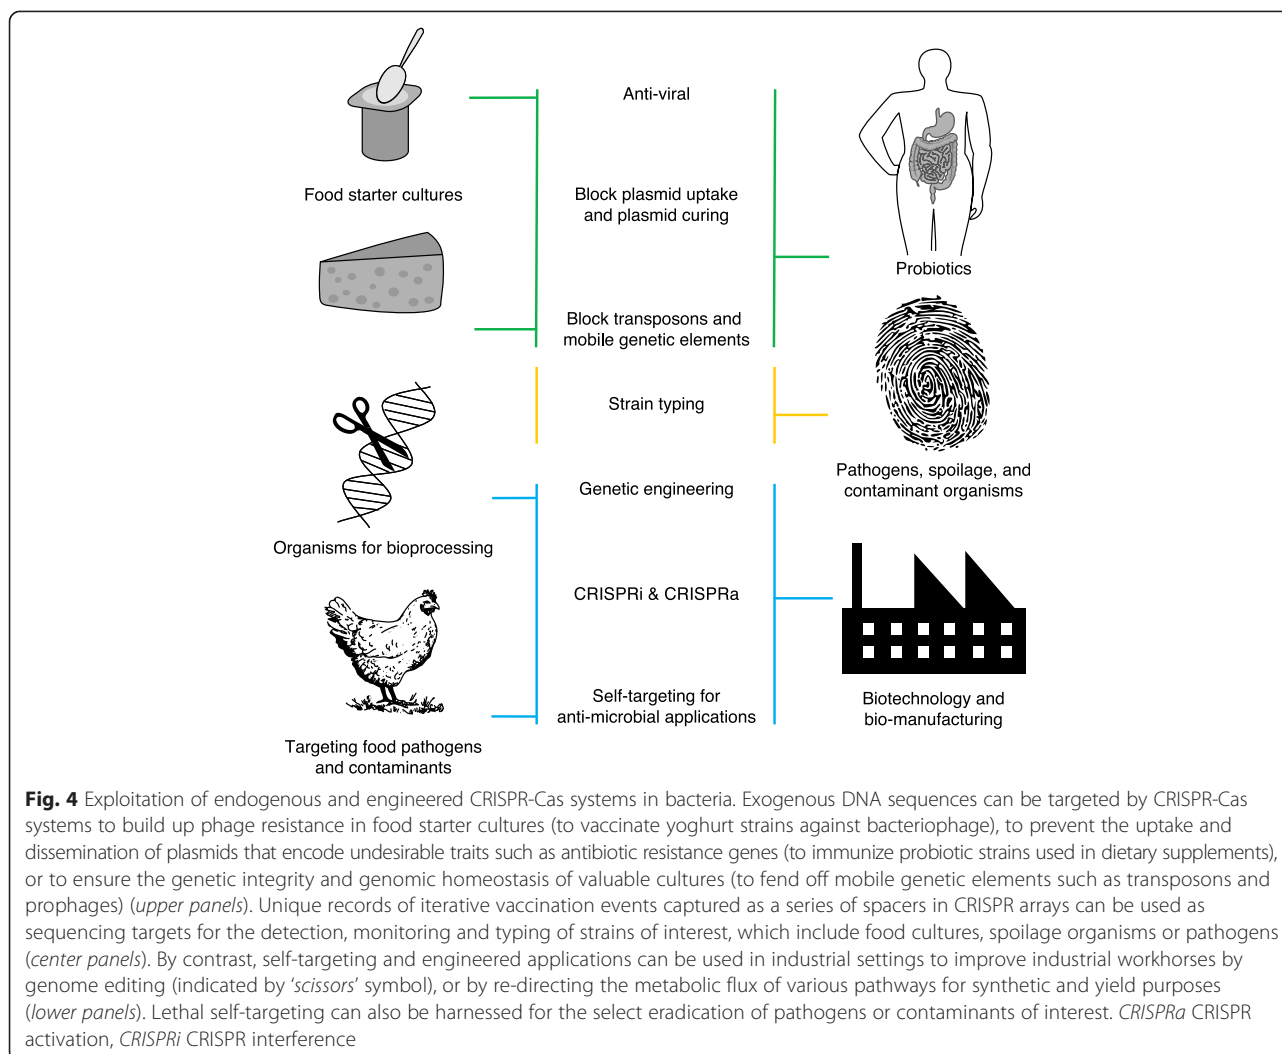 Anti-viral
Food starter cultures
Block plasmid uptake
and plasmid curing
Probiotics
Block transposons and
mobile genetic elements
Strain typing
Pathogens, spoilage, and
contaminant organisms
Genetic engineering
Organisms for bioprocessing
CRISPRi & CRISPRa
Self-targeting for
anti-microbial applications
Biotechnology and
bio-manufacturing
Targeting food pathogens
and contaminants
Fig. 4 Exploitation of endogenous and engineered CRISPR-Cas systems in bacteria. Exogenous DNA sequences can be targeted by CRISPR-Cas
systems to build up phage resistance in food starter cultures (to vaccinate yoghurt strains against bacteriophage), to prevent the uptake and
dissemination of plasmids that encode undesirable traits such as antibiotic resistance genes (to immunize probiotic strains used in dietary supplements),
or to ensure the genetic integrity and genomic homeostasis of valuable cultures (to fend off mobile genetic elements such as transposons and
prophages) (upper panels). Unique records of iterative vaccination events captured as a series of spacers in CRISPR arrays can be used as
sequencing targets for the detection, monitoring and typing of strains of interest, which include food cultures, spoilage organisms or pathogens
(center panels). By contrast, self-targeting and engineered applications can be used in industrial settings to improve industrial workhorses by
genome editing (indicated by 'scissors' symbol), or by re-directing the metabolic flux of various pathways for synthetic and yield purposes
(lower panels). Lethal self-targeting can also be harnessed for the select eradication of pathogens or contaminants of interest. CRISPRa CRISPR
activation, CRISPRi CRISPR interference